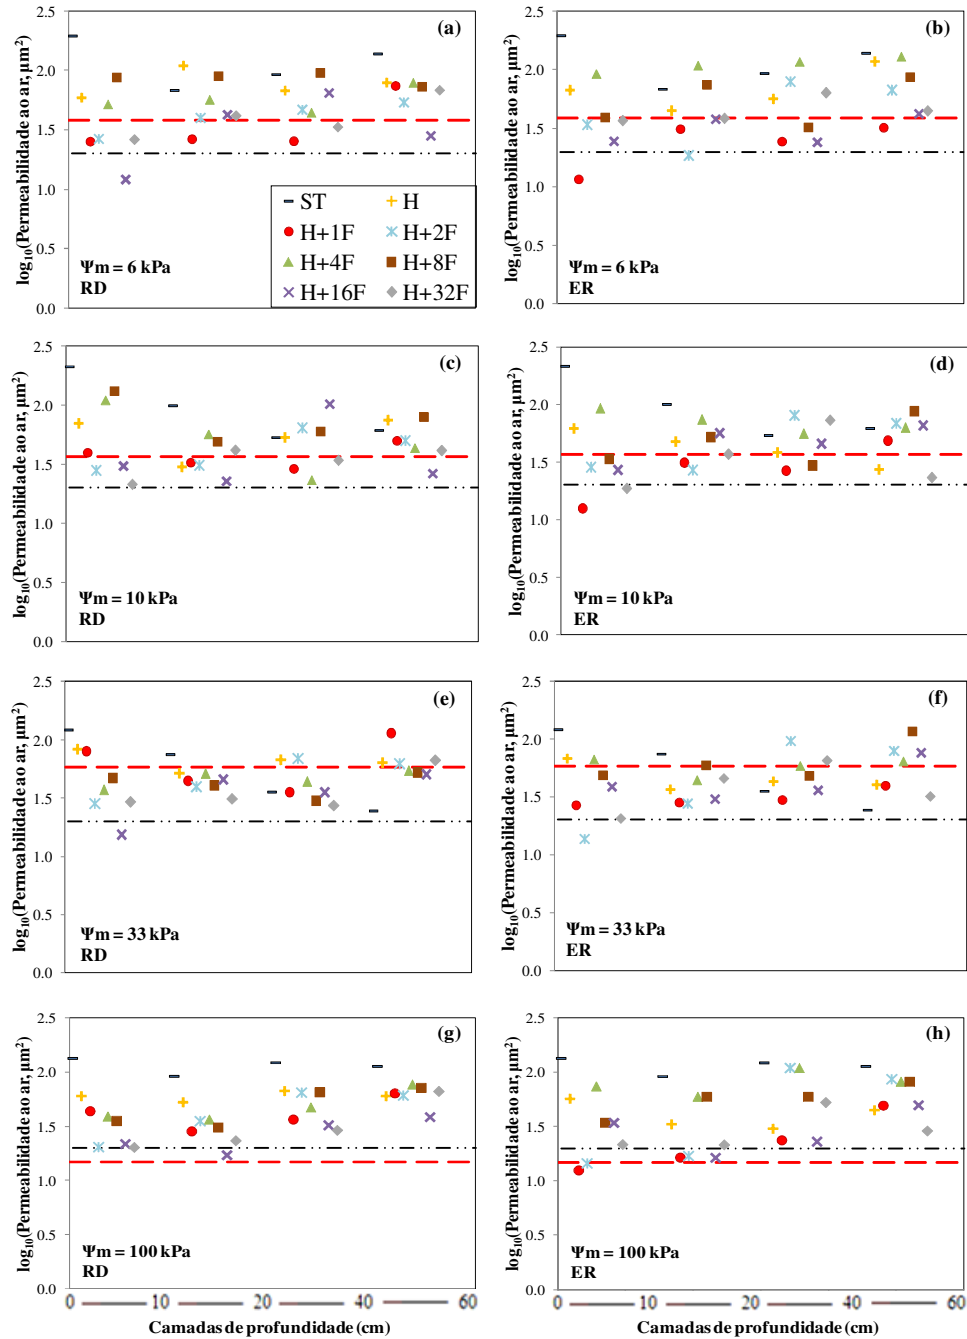 (a)
log10(Permeabilidade ao ar, μm²)
2.5
2.0
1.5
1.0
0.5
0.0
ST
H
H+1F
H+2F
H+4F
H+8F
H+16F
H+32F
Ψm = 6 kPa
RD
(b)
log10(Permeabilidade ao ar, μm²)
2.5
2.0
1.5
1.0
0.5
0.0
Ψm = 6 kPa
ER
(c)
log10(Permeabilidade ao ar, μm²)
2.5
2.0
1.5
1.0
0.5
0.0
Ψm = 10 kPa
RD
(d)
log10(Permeabilidade ao ar, μm²)
2.5
2.0
1.5
1.0
0.5
0.0
Ψm = 10 kPa
ER
(e)
log10(Permeabilidade ao ar, μm²)
2.5
2.0
1.5
1.0
0.5
0.0
Ψm = 33 kPa
RD
(f)
log10(Permeabilidade ao ar, μm²)
2.5
2.0
1.5
1.0
0.5
0.0
Ψm = 33 kPa
ER
(g)
log10(Permeabilidade ao ar, μm²)
2.5
2.0
1.5
1.0
0.5
0.0
Ψm = 100 kPa
RD
0 10 20 40 60
Camadas de profundidade (cm)
(h)
log10(Permeabilidade ao ar, μm²)
2.5
2.0
1.5
1.0
0.5
0.0
Ψm = 100 kPa
ER
0 10 20 40 60
Camadas de profundidade (cm)